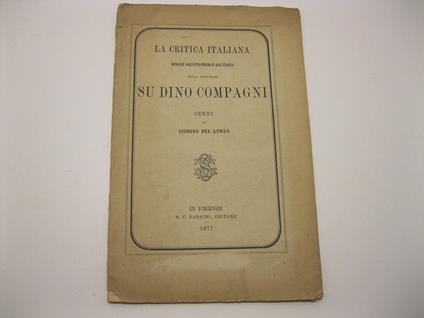 LA CRITICA ITALIANA
DINANZI AGLI STRANIERI E ALL'ITALIA
NELLA QUESTIONE
SU DINO COMPAGNI
CENNI
DI
ISIDORO DEL LUNGO
IN FIRENZE
G. C. SANSONI, EDITORE
1877